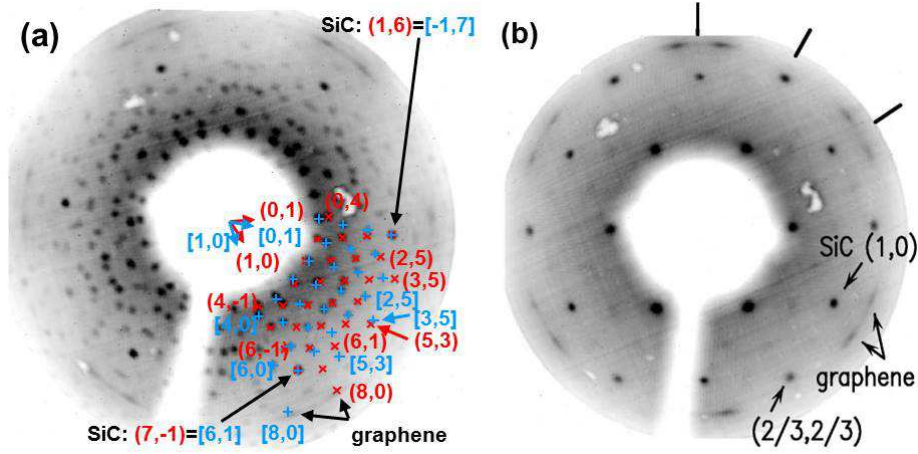 (a)
SiC: (1,6)=[-1,7]
(0,1)
(0,4)
[1,0]
[0,1]
(1,0)
(2,5)
(3,5)
(4,-1)
[2,5]
[4,0]
[3,5]
(6,1)
(5,3)
(6,-1)
[5,3]
[6,0]
(8,0)
SiC: (7,-1)=[6,1]
[8,0]
graphene
(b)
SiC (1,0)
graphene
(2/3,2/3)